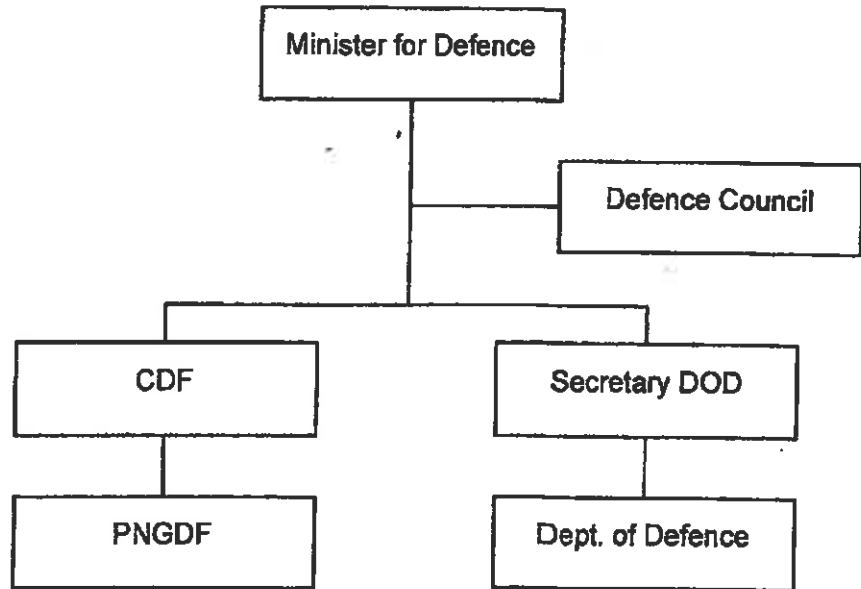 Minister for Defence
Defence Council
CDF
Secretary DOD
PNGDF
Dept. of Defence